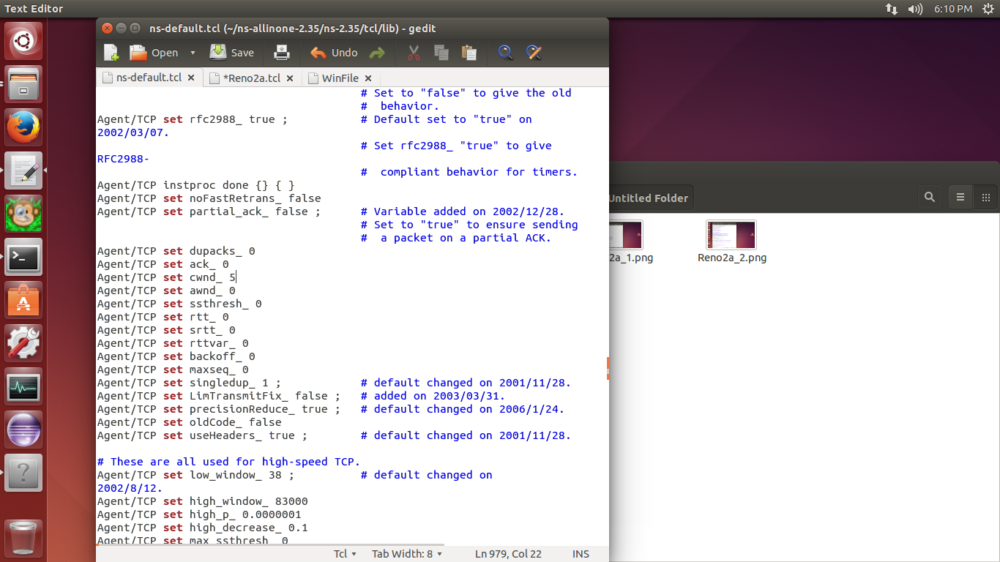 Text Editor
6:10 PM
ns-default.tcl (~/ns-allinone-2.35/ns-2.35/tcl/lib) - gedit
Open Save Undo
ns-default.tcl *Reno2a.tcl WinFile
# Set to "false" to give the old
# behavior.
Agent/TCP set rfc2988_ true ; # Default set to "true" on
2002/03/07.
# Set rfc2988_ "true" to give
RFC2988-
# compliant behavior for timers.
Agent/TCP instproc done {} { }
Agent/TCP set noFastRetrans_ false
Agent/TCP set partial_ack_ false ; # Variable added on 2002/12/28.
# Set to "true" to ensure sending
# a packet on a partial ACK.
Agent/TCP set dupacks_ 0
Agent/TCP set ack_ 0
Agent/TCP set cwnd_ 5
Agent/TCP set awnd_ 0
Agent/TCP set ssthresh_ 0
Agent/TCP set rtt_ 0
Agent/TCP set srtt_ 0
Agent/TCP set rttvar_ 0
Agent/TCP set backoff_ 0
Agent/TCP set maxseq_ 0
Agent/TCP set singledup_ 1 ; # default changed on 2001/11/28.
Agent/TCP set LimTransmitFix_ false ; # added on 2003/03/31.
Agent/TCP set precisionReduce_ true ; # default changed on 2006/1/24.
Agent/TCP set oldCode_ false
Agent/TCP set useHeaders_ true ; # default changed on 2001/11/28.
# These are all used for high-speed TCP.
Agent/TCP set low_window_ 38 ; # default changed on
2002/8/12.
Agent/TCP set high_window_ 83000
Agent/TCP set high_p_ 0.0000001
Agent/TCP set high_decrease_ 0.1
Agent/TCP set max_ssthresh_ 0
Tcl Tab Width: 8 Ln 979, Col 22 INS
Untitled Folder
2a_1.png Reno2a_2.png